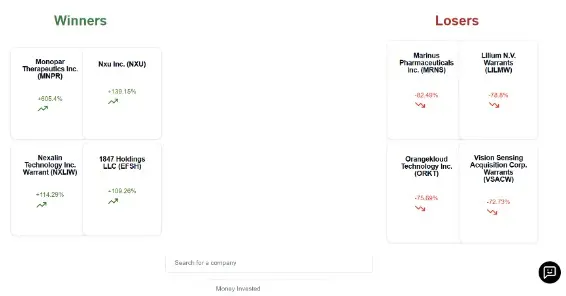 Winners
Losers
Monopar
Therapeutics Inc.
(MNPR)
+605.4%
Nxu Inc. (NXU)
+139.15%
Marinus
Pharmaceuticals
Inc. (MRNS)
-82.49%
Lilium N.V.
Warrants
(LILMW)
-78.8%
Nexalin
Technology Inc.
Warrant (NXLIW)
+114.29%
1847 Holdings
LLC (EFSH)
+109.26%
Orangekloud
Technology Inc.
(ORKT)
-75.69%
Vision Sensing
Acquisition Corp.
Warrants
(VSACW)
-72.73%
Search for a company
Money Invested